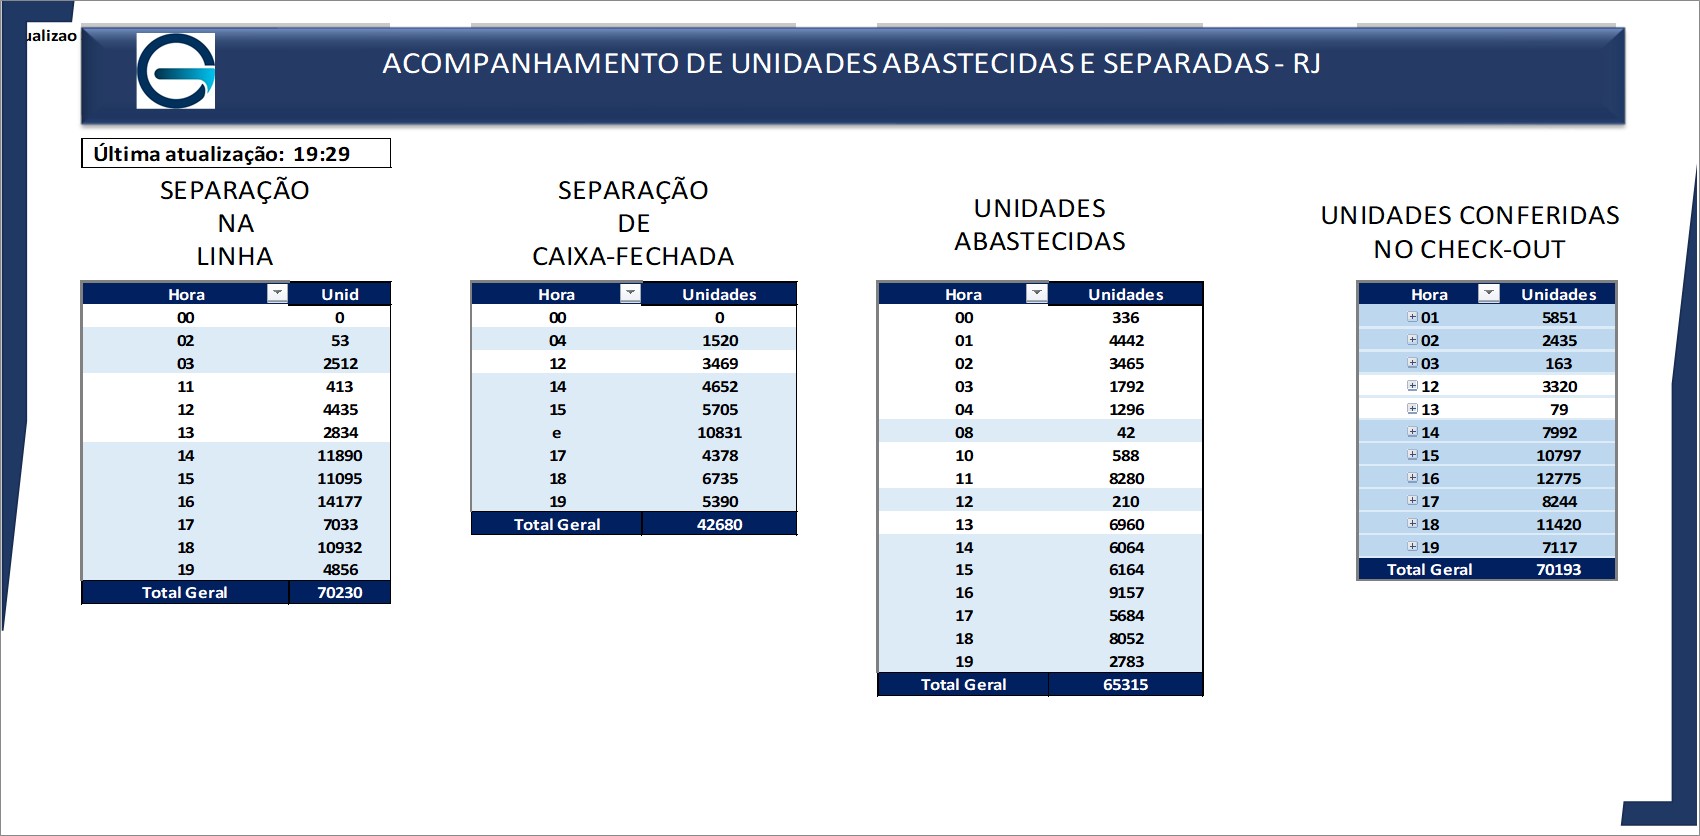 ualizao
ACOMPANHAMENTO DE UNIDADES ABASTECIDAS E SEPARADAS - RJ
Última atualização: 19:29
SEPARAÇÃO
NA
LINHA
Hora Unid
00 0
02 53
03 2512
11 413
12 4435
13 2834
14 11890
15 11095
16 14177
17 7033
18 10932
19 4856
Total Geral 70230
SEPARAÇÃO
DE
CAIXA-FECHADA
Hora Unidades
00 0
04 1520
12 3469
14 4652
15 5705
e 10831
17 4378
18 6735
19 5390
Total Geral 42680
UNIDADES
ABASTECIDAS
Hora Unidades
00 336
01 4442
02 3465
03 1792
04 1296
08 42
10 588
11 8280
12 210
13 6960
14 6064
15 6164
16 9157
17 5684
18 8052
19 2783
Total Geral 65315
UNIDADES CONFERIDAS
NO CHECK-OUT
Hora Unidades
01 5851
02 2435
03 163
12 3320
13 79
14 7992
15 10797
16 12775
17 8244
18 11420
19 7117
Total Geral 70193